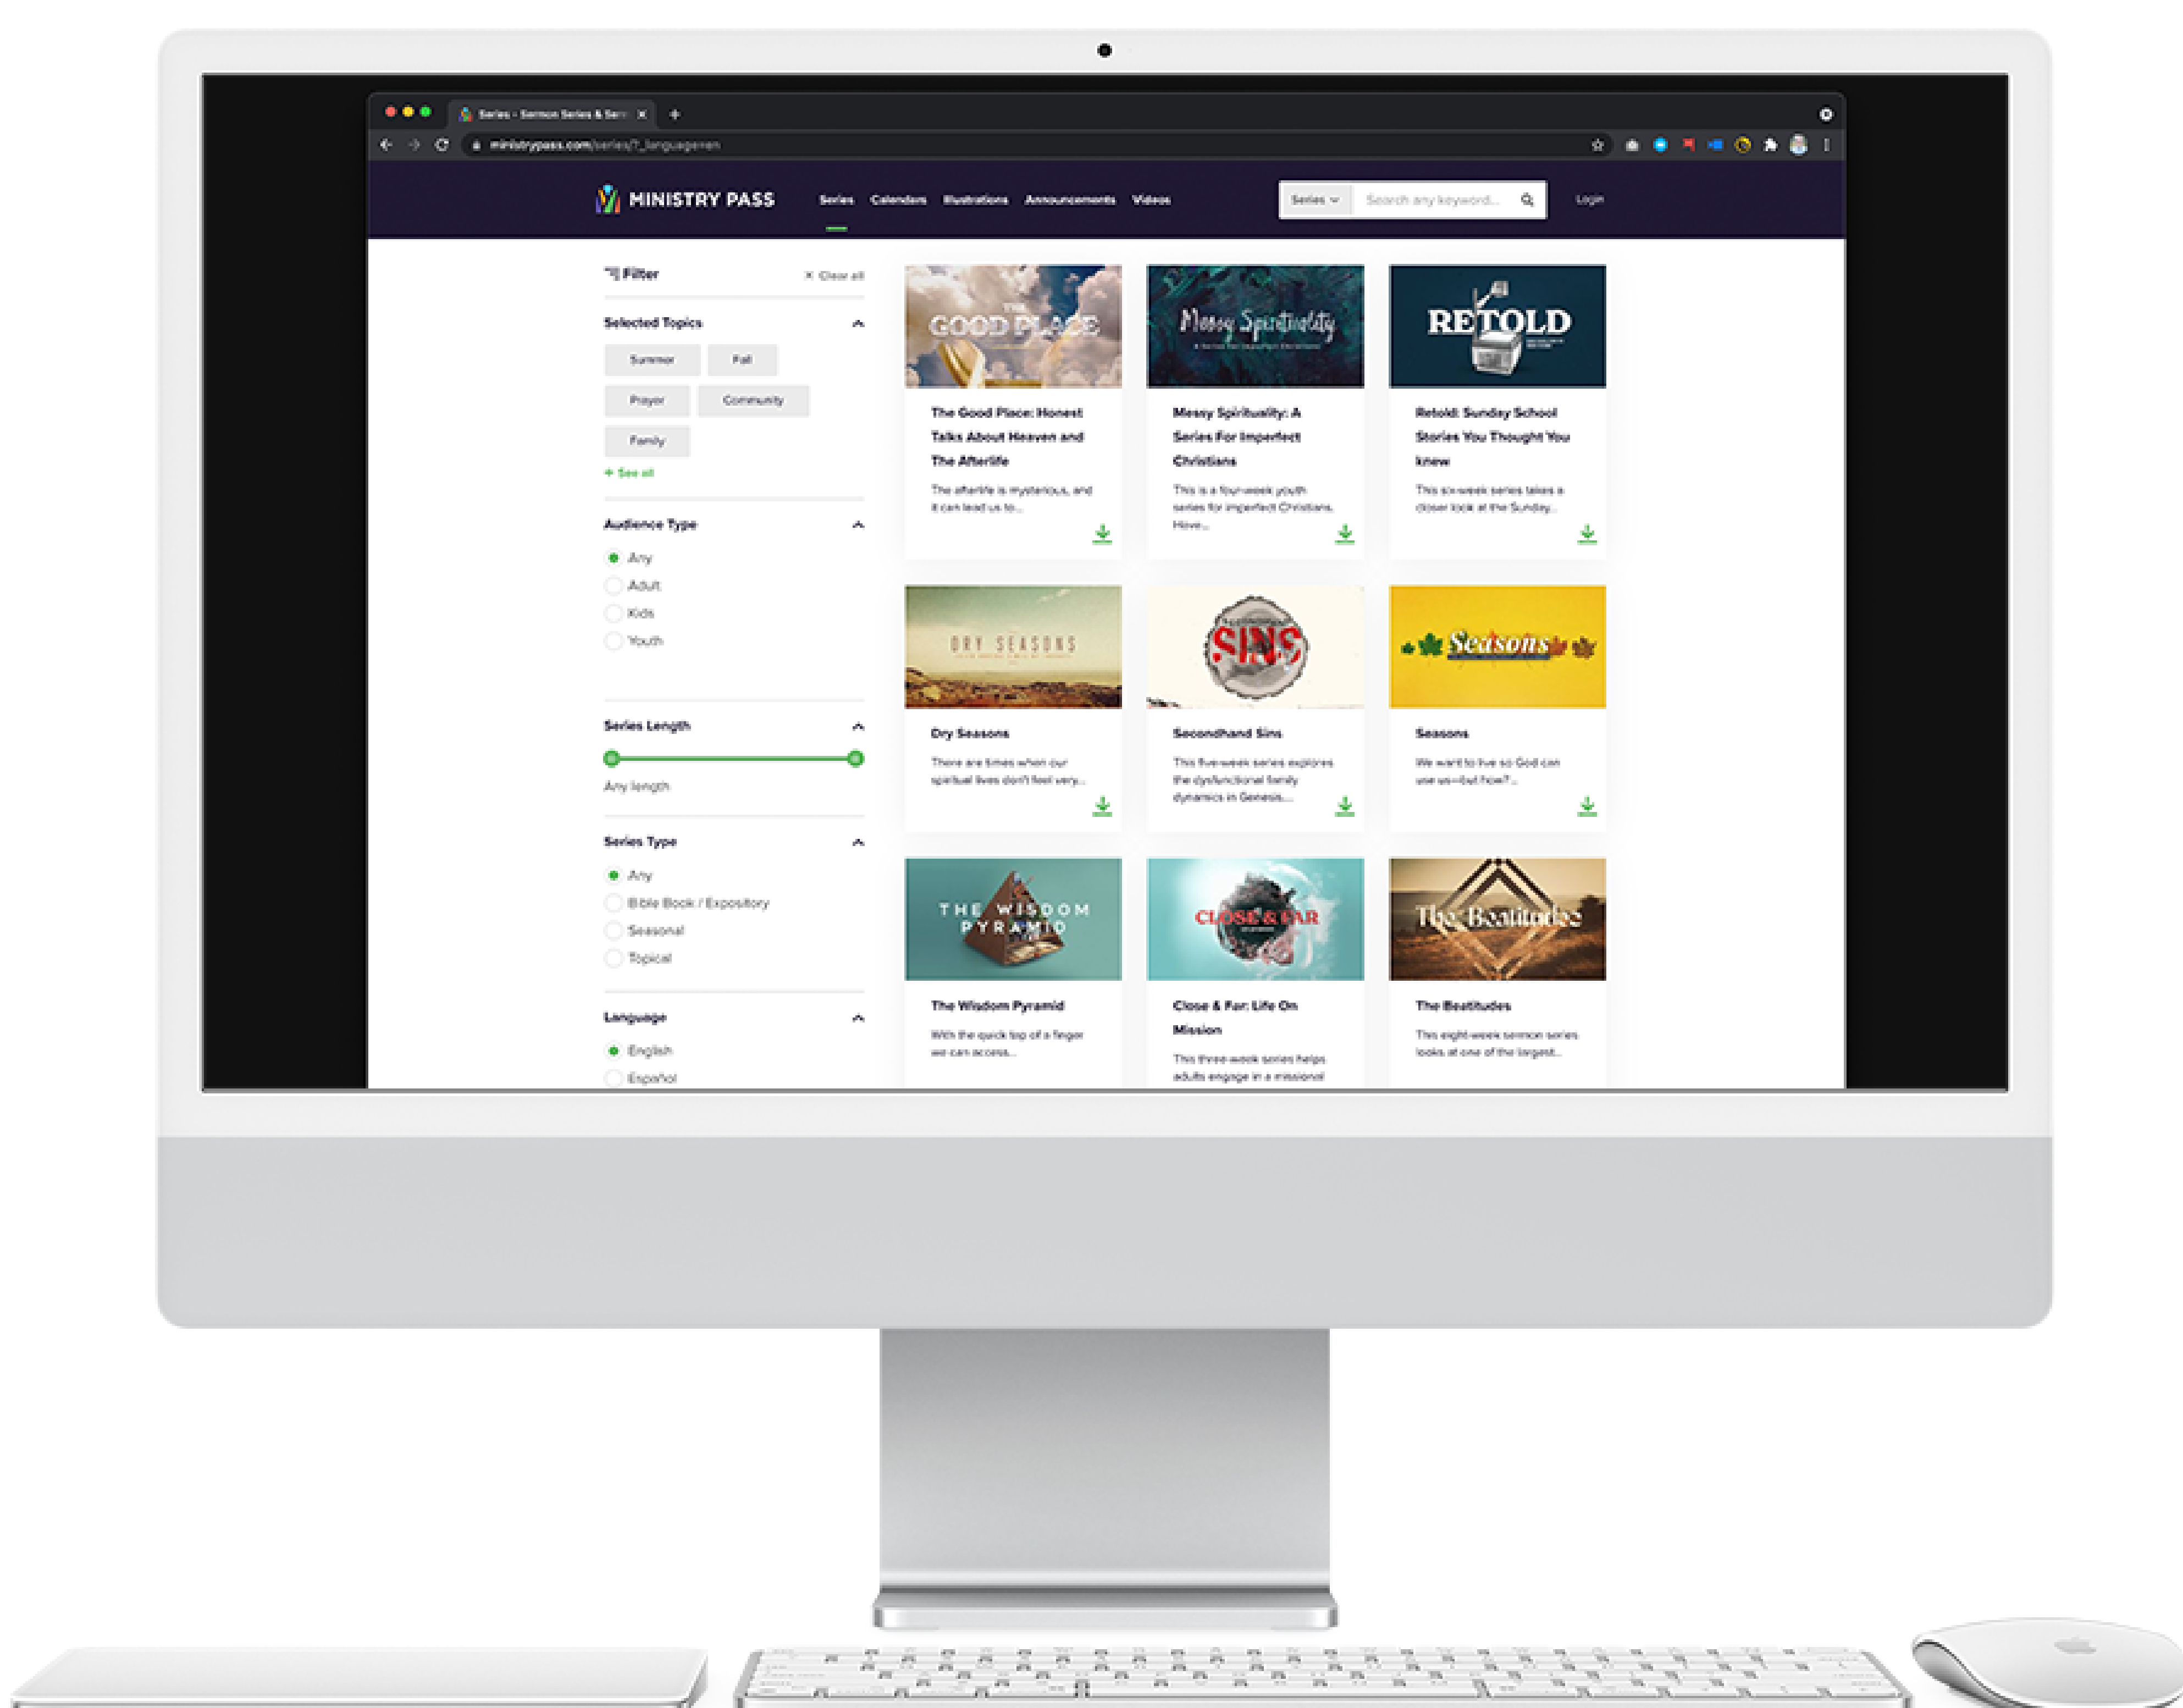 Series - Sermon Series & Ser
ministrypass.com/series/?_language=en
MINISTRY PASS
Series Calendars Illustrations Announcements Videos
Series
Search any keyword...
Login
Filter
Clear all
Selected Topics
Summer
Fall
Prayer
Community
Family
+ See all
Audience Type
Any
Adult
Kids
Youth
Series Length
Any length
Series Type
Any
Bible Book / Expository
Seasonal
Topical
Language
English
Español
THE
GOOD PLACE
The Good Place: Honest
Talks About Heaven and
The Afterlife
The afterlife is mysterious, and
it can lead us to...
Messy Spirituality
A Series for Imperfect Christians
Messy Spirituality: A
Series For Imperfect
Christians
This is a four-week youth
series for imperfect Christians.
Have...
RETOLD
Retold: Sunday School
Stories You Thought You
knew
This six-week series takes a
closer look at the Sunday...
DRY SEASONS
Dry Seasons
There are times when our
spiritual lives don't feel very...
SECONDHAND
SINS
Secondhand Sins
This five-week series explores
the dysfunctional family
dynamics in Genesis....
Seasons
Seasons
We want to live so God can
use us—but how?...
THE WISDOM
PYRAMID
The Wisdom Pyramid
With the quick tap of a finger
we can access...
CLOSE & FAR
Close & Far: Life On
Mission
This three-week series helps
adults engage in a missional
The Beatitudes
The Beatitudes
This eight-week sermon series
looks at one of the largest...